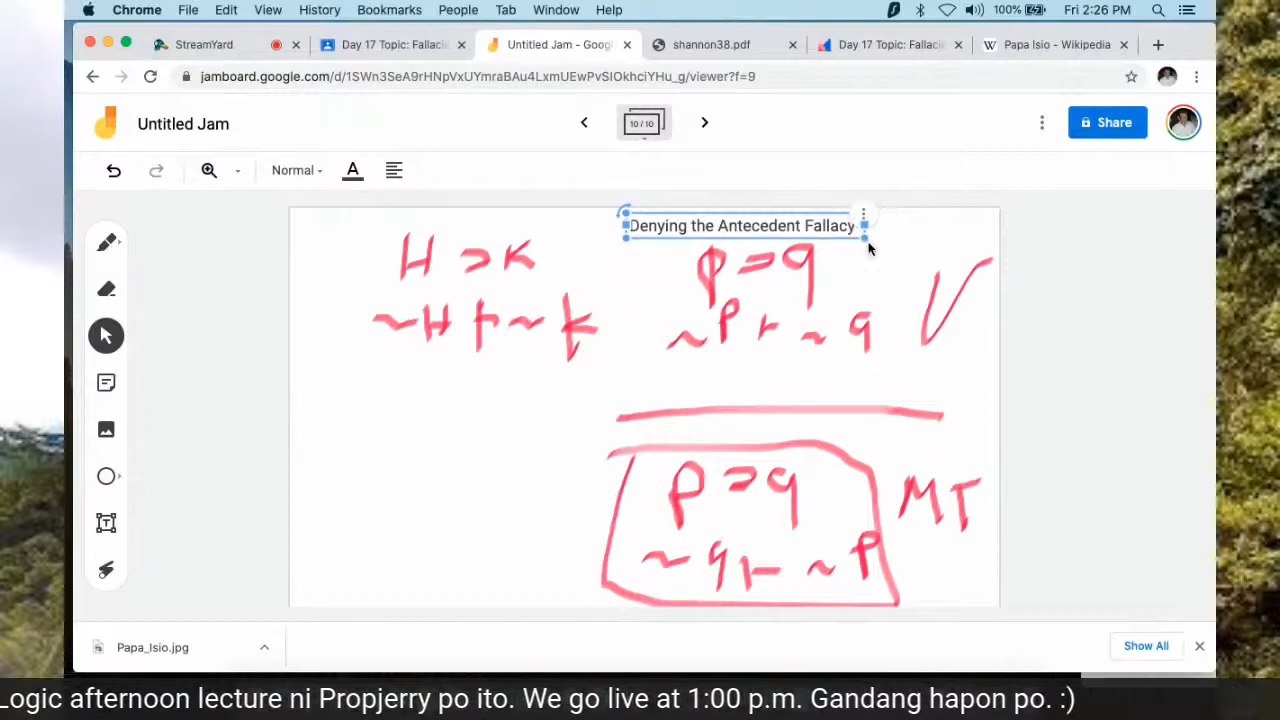 Chrome File Edit View History Bookmarks People Tab Window Help 100% Fri 2:26 PM
StreamYard Day 17 Topic: Fallacie Untitled Jam - Goog shannon38.pdf Day 17 Topic: Fallacie Papa Isio - Wikipedia
jamboard.google.com/d/1SWn3SeA9rHNpVxUYmraBAu4LxmUEwPvSIOkhciYHu_g/viewer?f=9
Untitled Jam 10 / 10 Share
Normal A
Denying the Antecedent Fallacy
H ⊃ K
~H ⊢ ~K
p ⊃ q
~p ⊢ ~q
p ⊃ q MT
~q ⊢ ~p
Papa_Isio.jpg Show All
Logic afternoon lecture ni Propjerry po ito. We go live at 1:00 p.m. Gandang hapon po. :)